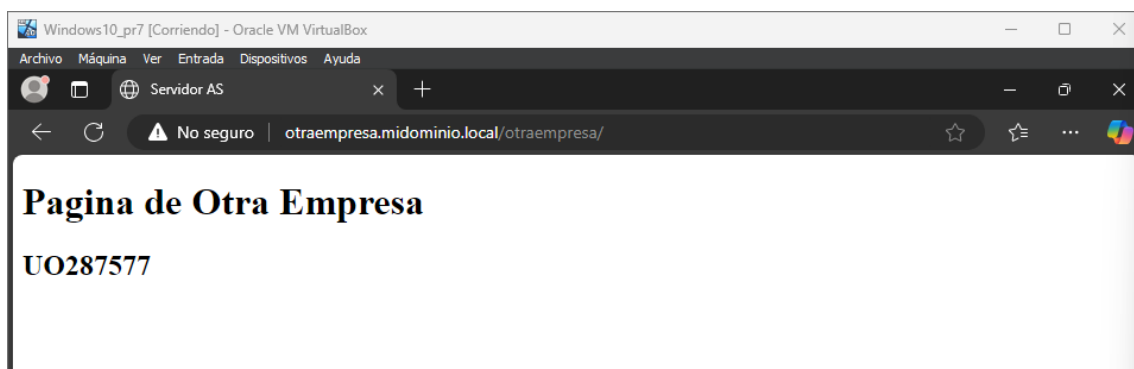 Windows10_pr7 [Corriendo] - Oracle VM VirtualBox
Archivo Máquina Ver Entrada Dispositivos Ayuda
Servidor AS
No seguro otraempresa.midominio.local/otraempresa/
Pagina de Otra Empresa
UO287577